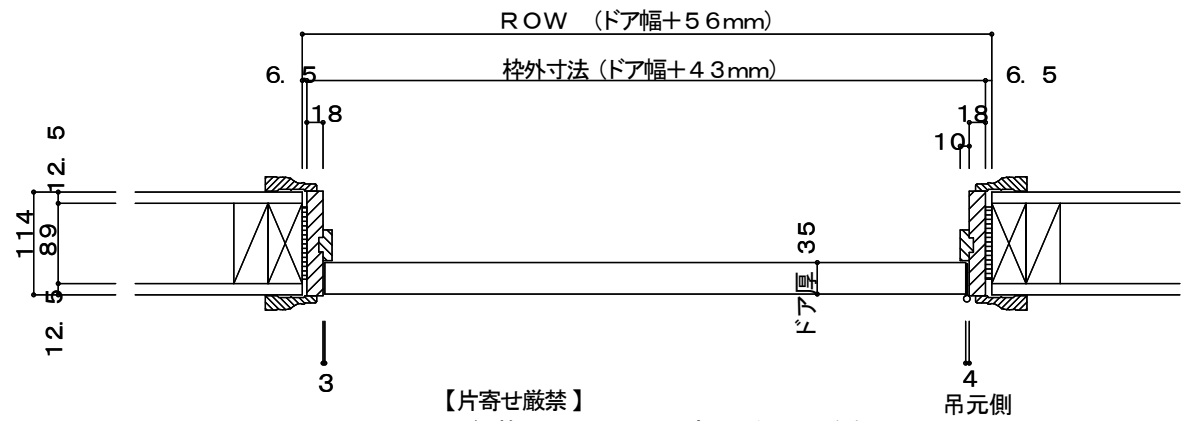 ROW （ドア幅＋５６mm）
枠外寸法（ドア幅＋４３mm）
6. 5
6. 5
18
18
10
12. 5
114
89
12. 5
ドア厚 35
3
4
【片寄せ厳禁】
吊元側